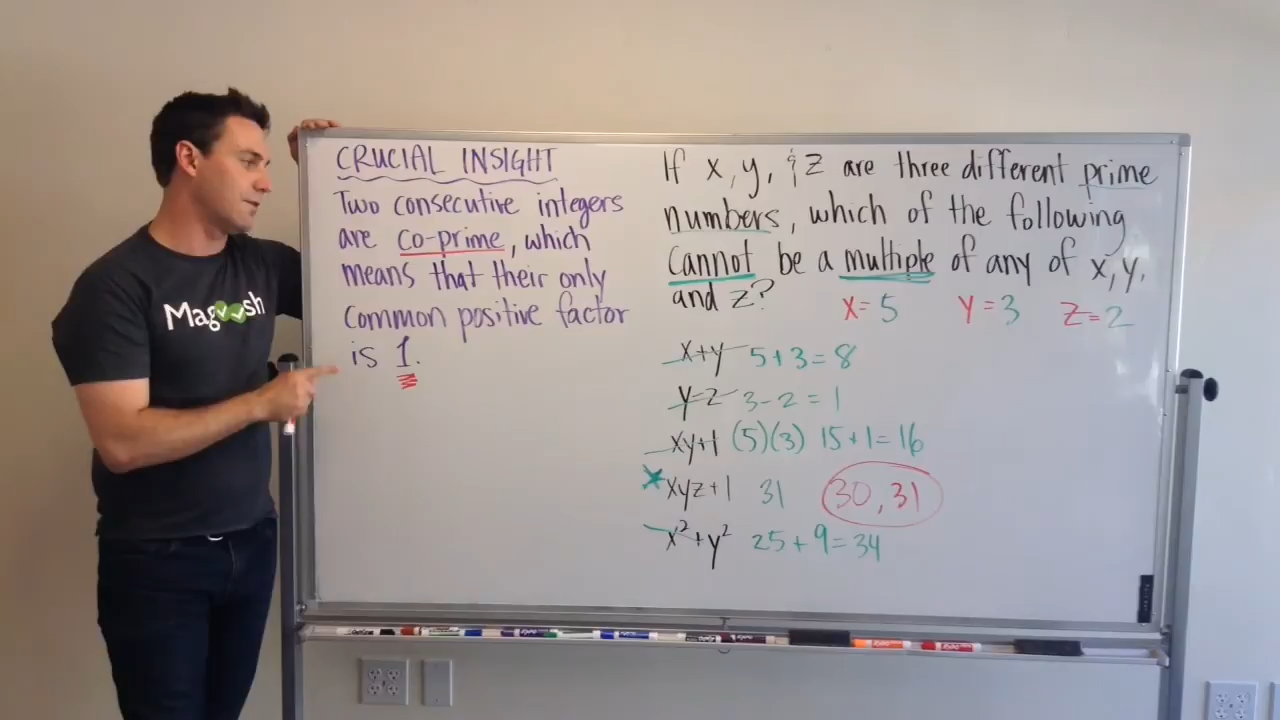 Magoosh
CRUCIAL INSIGHT
Two consecutive integers
are co-prime, which
means that their only
common positive factor
is 1.
If x, y, & z are three different prime
numbers, which of the following
cannot be a multiple of any of x, y,
and z?
x=5 y=3 z=2
x+y 5+3=8
y-z 3-2=1
xy+1 (5)(3) 15+1=16
*xyz+1 31 30, 31
x²+y² 25+9=34